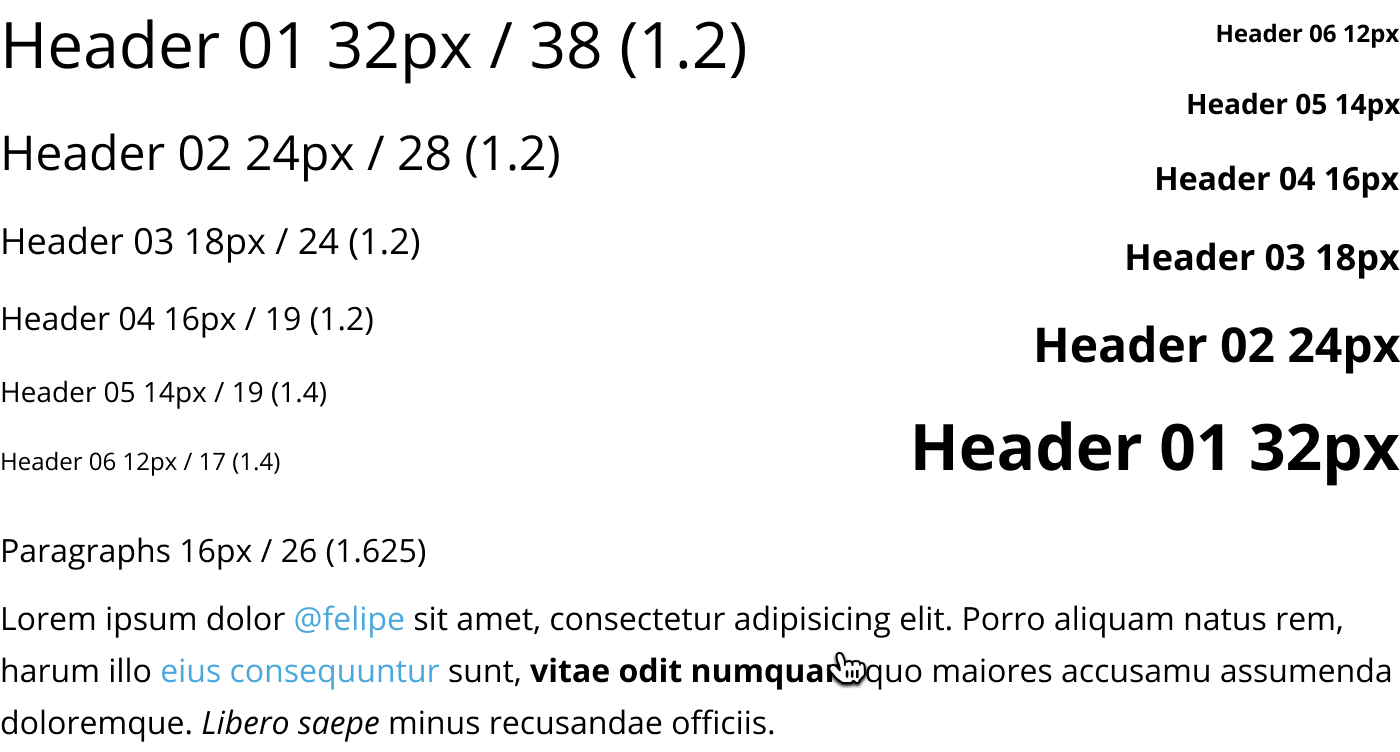 Header 01 32px / 38 (1.2)
Header 02 24px / 28 (1.2)
Header 03 18px / 24 (1.2)
Header 04 16px / 19 (1.2)
Header 05 14px / 19 (1.4)
Header 06 12px / 17 (1.4)
Header 06 12px
Header 05 14px
Header 04 16px
Header 03 18px
Header 02 24px
Header 01 32px
Paragraphs 16px / 26 (1.625)
Lorem ipsum dolor @felipe sit amet, consectetur adipisicing elit. Porro aliquam natus rem,
harum illo eius consequuntur sunt, vitae odit numquam quo maiores accusamu assumenda
doloremque. Libero saepe minus recusandae officiis.